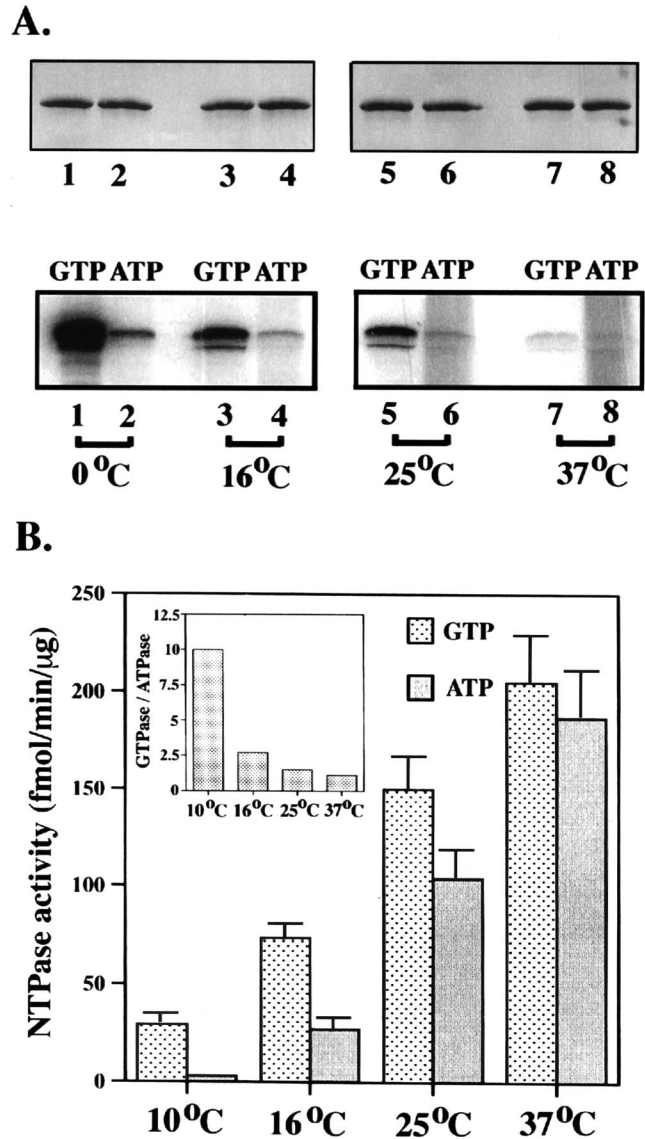 A.
1 2 3 4 5 6 7 8
GTP ATP GTP ATP GTP ATP GTP ATP
1 2 3 4 5 6 7 8
0°C 16°C 25°C 37°C
B.
NTPase activity (fmol/min/µg)
250
200
150
100
50
0
GTPase / ATPase
12.5
10
7.5
5
2.5
0
10°C 16°C 25°C 37°C
GTP
ATP
10°C 16°C 25°C 37°C